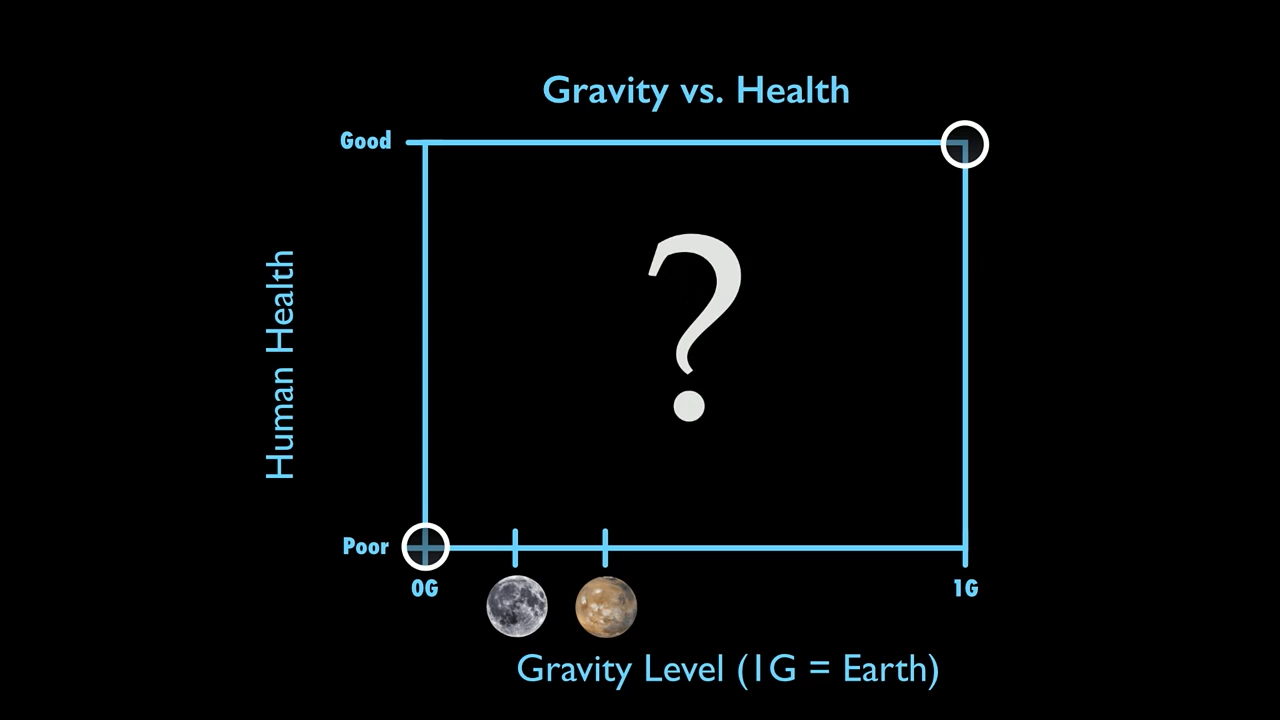 Gravity vs. Health
Good
Human Health
?
Poor
0G
1G
Gravity Level (1G = Earth)